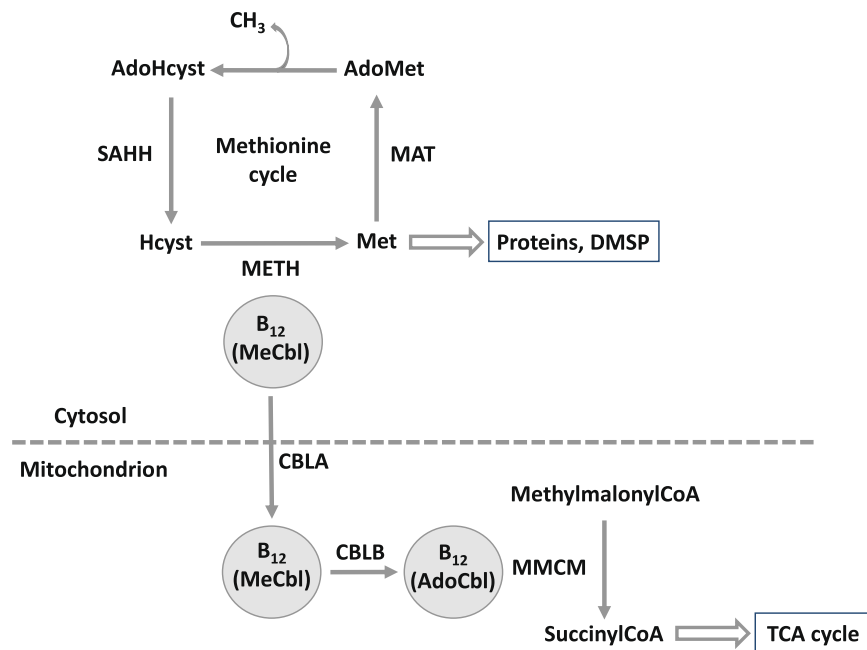 CH₃
AdoHcyst
AdoMet
SAHH
Methionine
cycle
MAT
Hcyst
Met
Proteins, DMSP
METH
B₁₂
(MeCbl)
Cytosol
Mitochondrion
CBLA
MethylmalonylCoA
B₁₂
(MeCbl)
CBLB
B₁₂
(AdoCbl)
MMCM
SuccinylCoA
TCA cycle